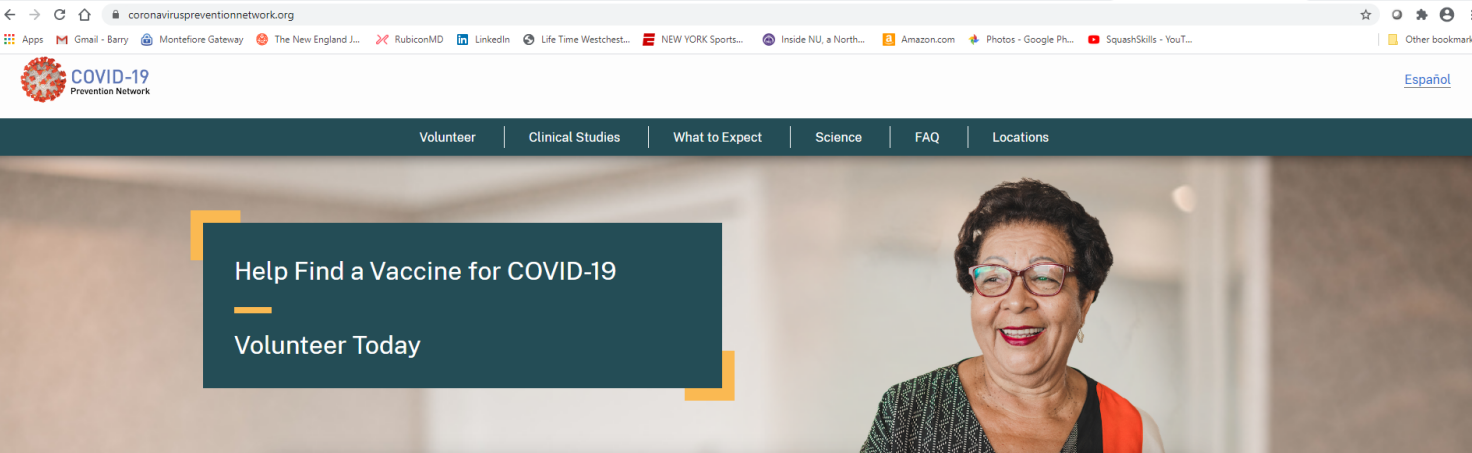 coronaviruspreventionnetwork.org
Apps Gmail - Barry Montefiore Gateway The New England J... RubiconMD LinkedIn Life Time Westchest... NEW YORK Sports... Inside NU, a North... Amazon.com Photos - Google Ph... SquashSkills - YouT... Other bookmark
COVID-19
Prevention Network
Español
Volunteer Clinical Studies What to Expect Science FAQ Locations
Help Find a Vaccine for COVID-19
Volunteer Today